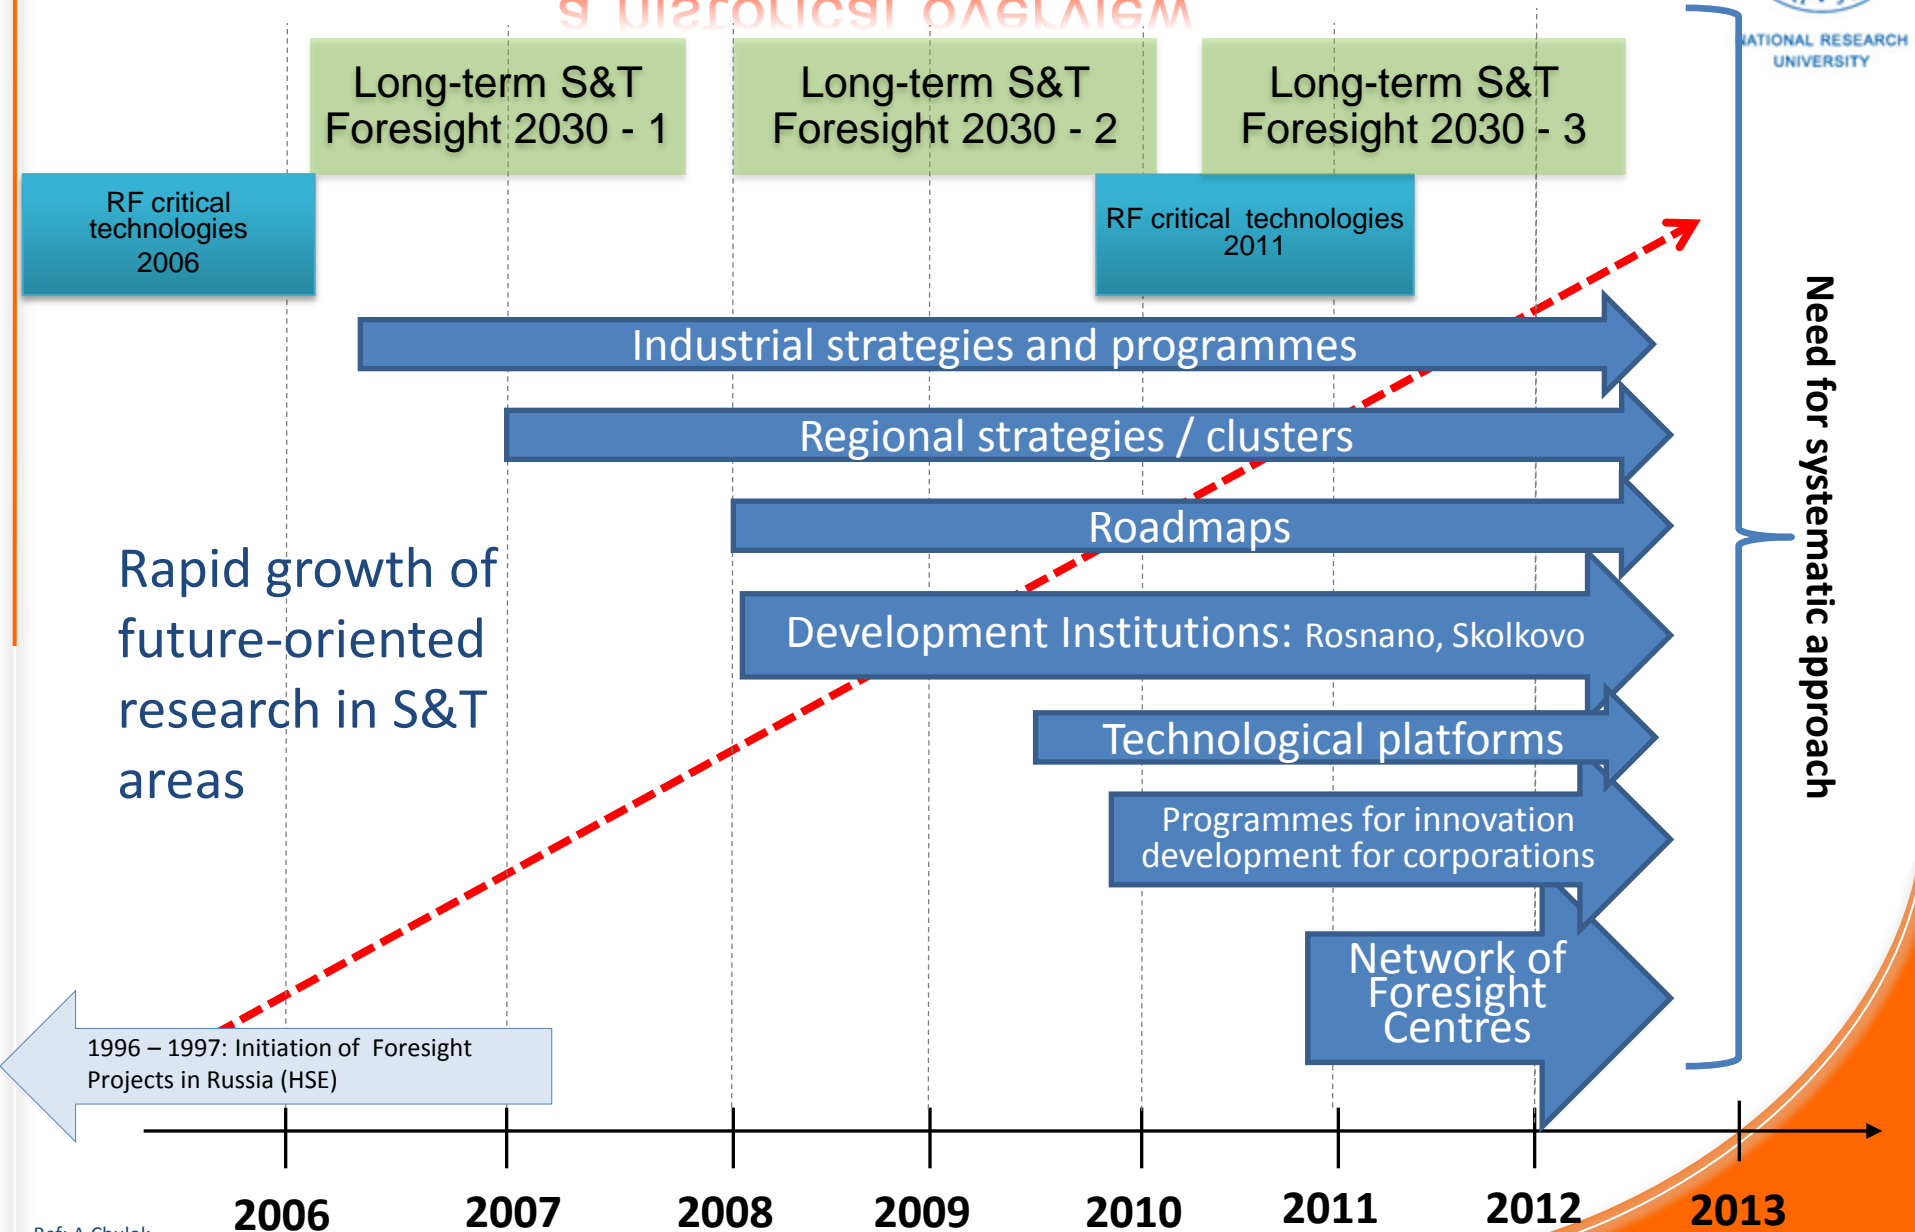 a historical overview
NATIONAL RESEARCH
UNIVERSITY
Long-term S&T
Foresight 2030 - 1
Long-term S&T
Foresight 2030 - 2
Long-term S&T
Foresight 2030 - 3
RF critical
technologies
2006
RF critical technologies
2011
Industrial strategies and programmes
Regional strategies / clusters
Roadmaps
Development Institutions: Rosnano, Skolkovo
Technological platforms
Programmes for innovation
development for corporations
Network of
Foresight
Centres
Rapid growth of
future-oriented
research in S&T
areas
Need for systematic approach
1996 – 1997: Initiation of Foresight
Projects in Russia (HSE)
2006 2007 2008 2009 2010 2011 2012 2013